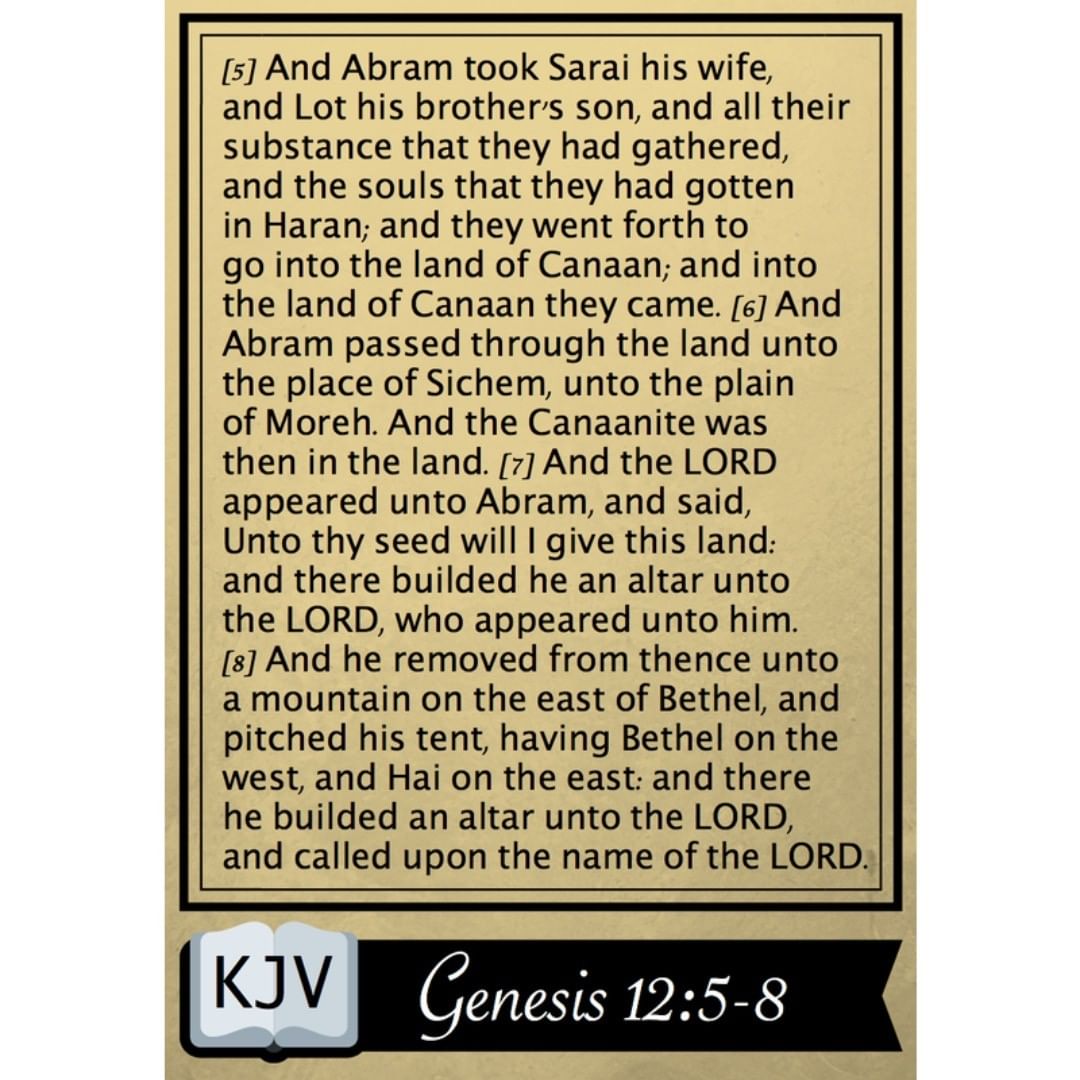 [5] And Abram took Sarai his wife,
and Lot his brother's son, and all their
substance that they had gathered,
and the souls that they had gotten
in Haran; and they went forth to
go into the land of Canaan; and into
the land of Canaan they came. [6] And
Abram passed through the land unto
the place of Sichem, unto the plain
of Moreh. And the Canaanite was
then in the land. [7] And the LORD
appeared unto Abram, and said,
Unto thy seed will I give this land:
and there builded he an altar unto
the LORD, who appeared unto him.
[8] And he removed from thence unto
a mountain on the east of Bethel, and
pitched his tent, having Bethel on the
west, and Hai on the east: and there
he builded an altar unto the LORD,
and called upon the name of the LORD.
KJV
Genesis 12:5-8